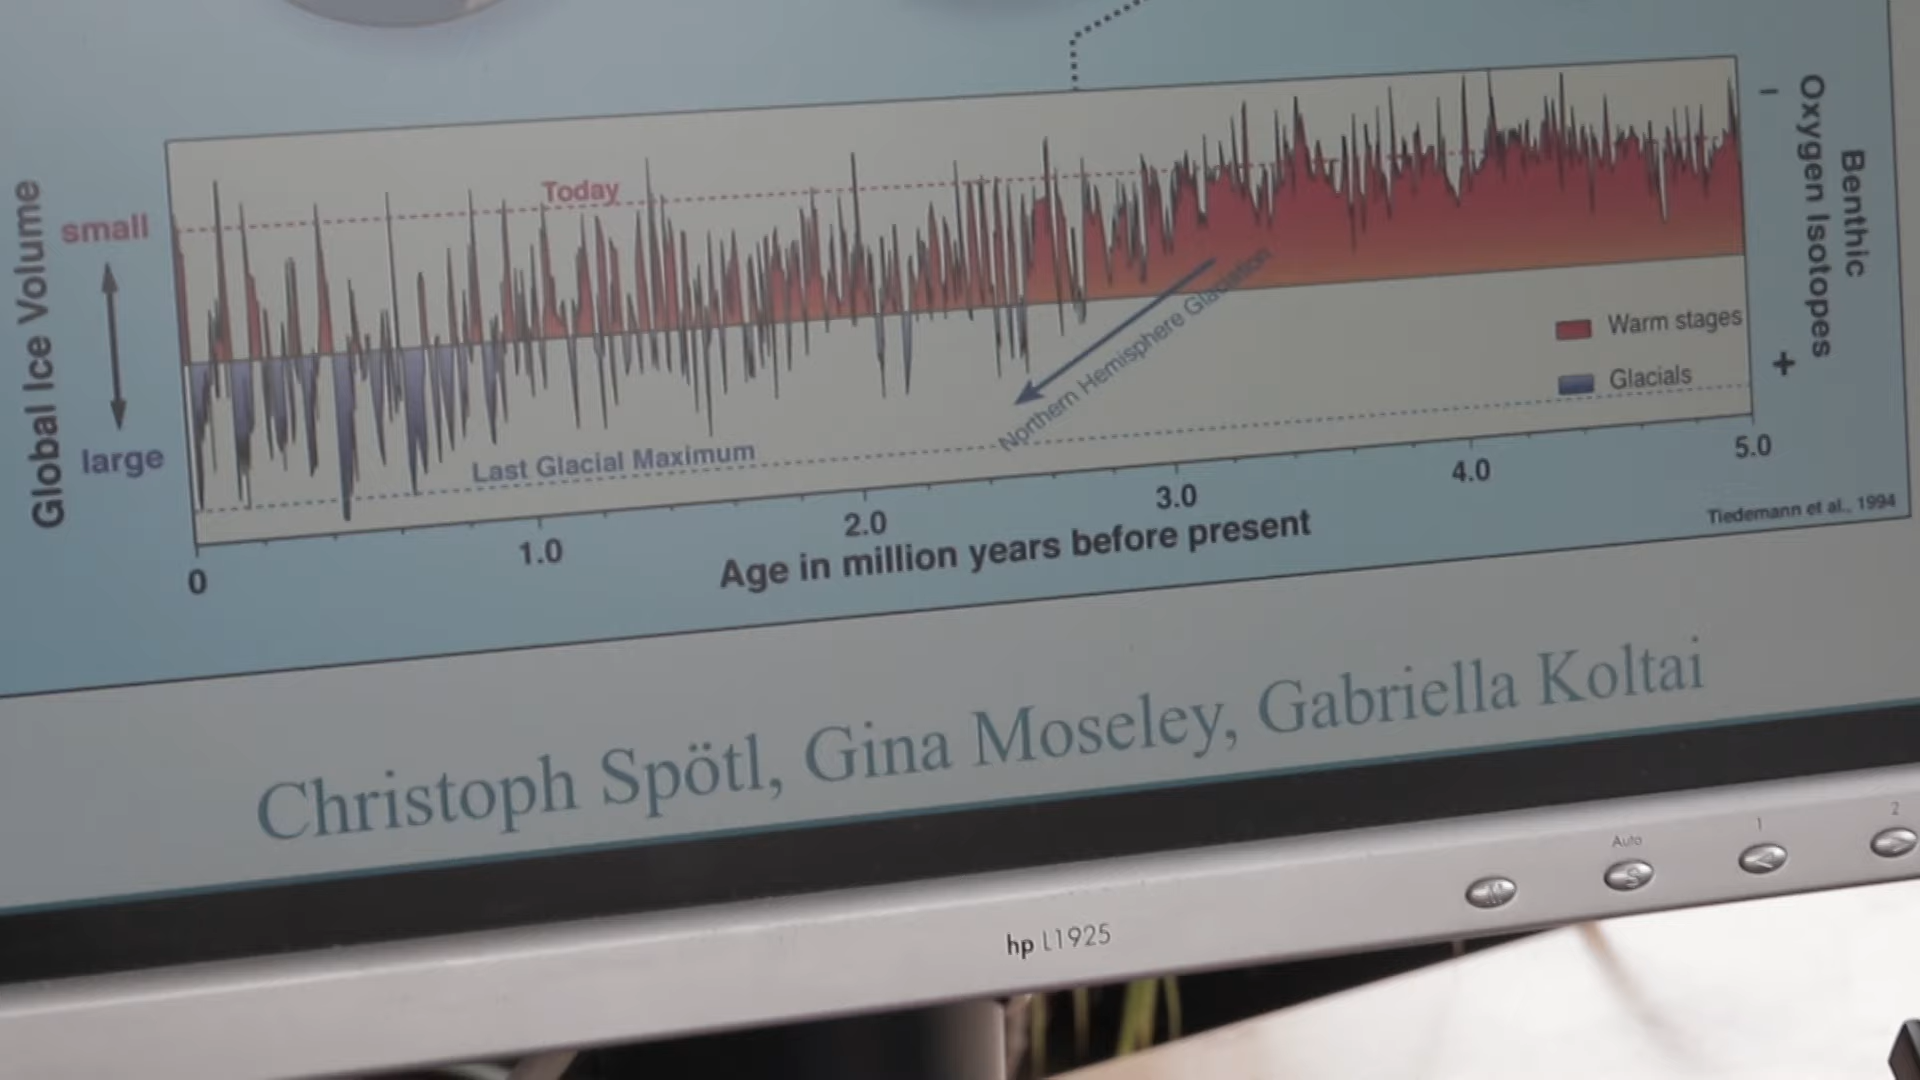 Global Ice Volume
small
large
Today
Last Glacial Maximum
Northern Hemisphere Glaciation
Warm stages
Glacials
−
+
Benthic
Oxygen Isotopes
0
1.0
2.0
3.0
4.0
5.0
Age in million years before present
Tiedemann et al., 1994
Christoph Spötl, Gina Moseley, Gabriella Koltai
Auto
1
2
S
hp L1925